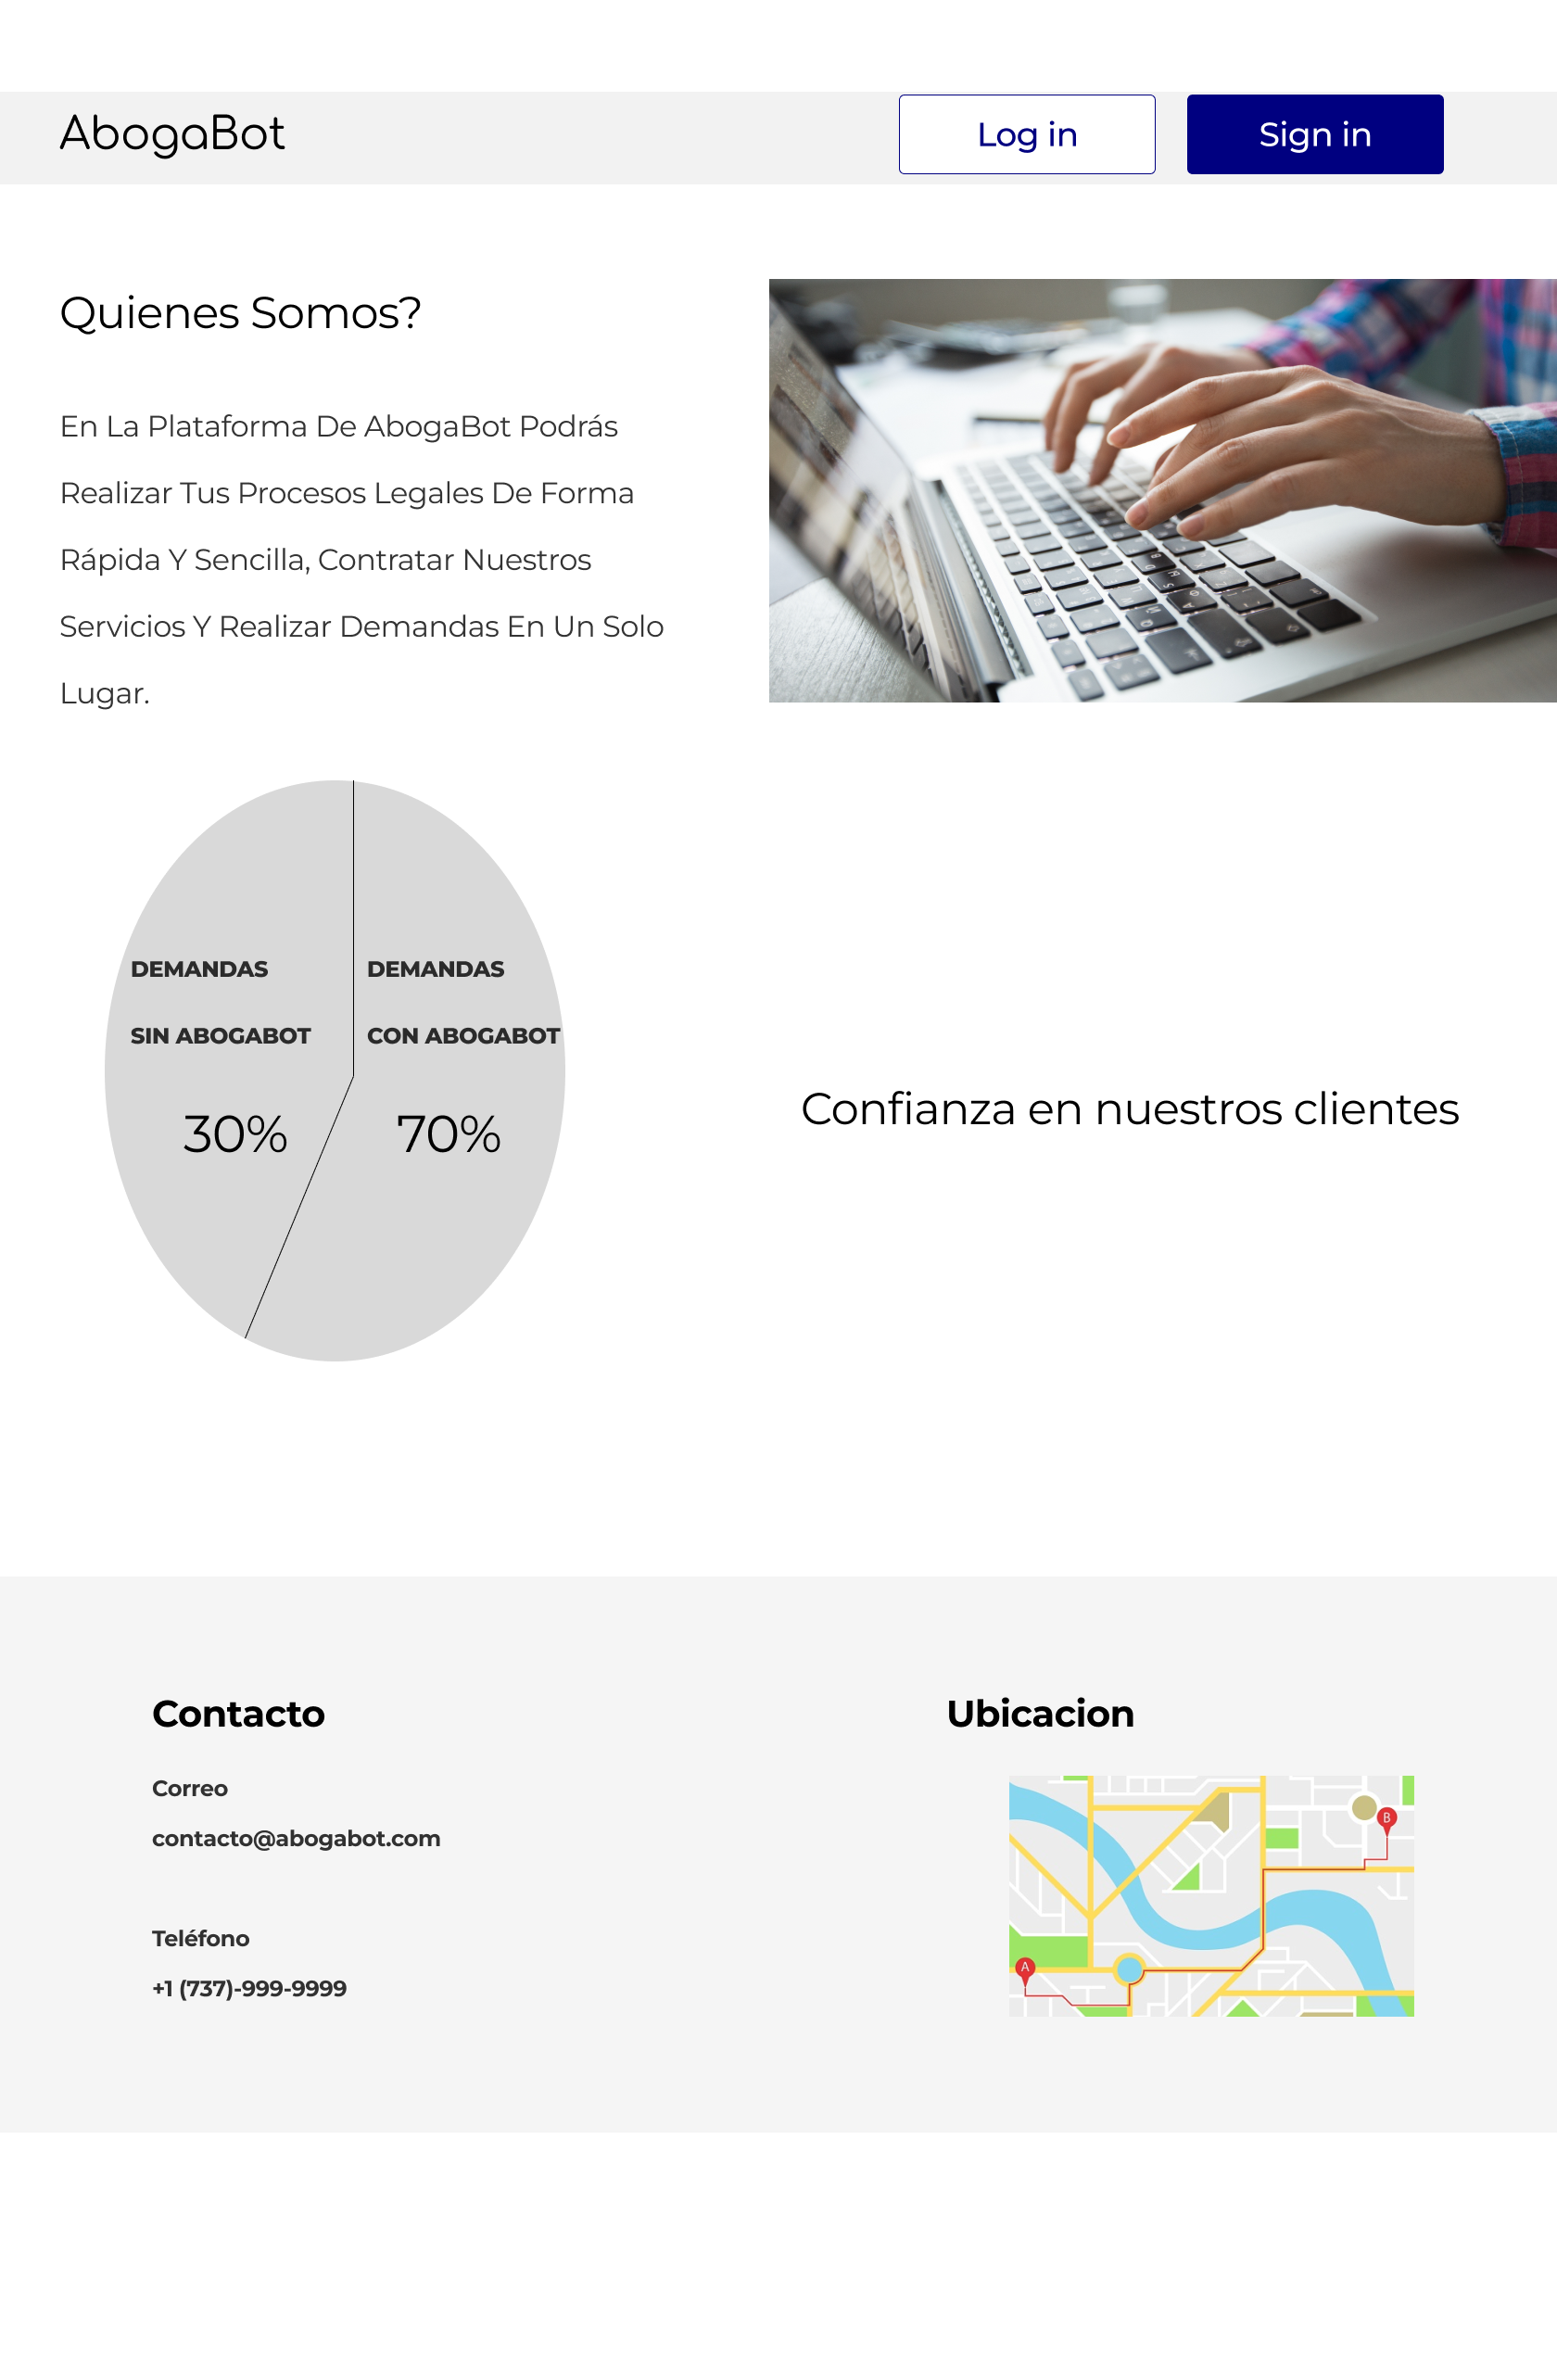 AbogaBot
Log in
Sign in
Quienes Somos?
En La Plataforma De AbogaBot Podrás
Realizar Tus Procesos Legales De Forma
Rápida Y Sencilla, Contratar Nuestros
Servicios Y Realizar Demandas En Un Solo
Lugar.
DEMANDAS
SIN ABOGABOT
30%
DEMANDAS
CON ABOGABOT
70%
Confianza en nuestros clientes
Contacto
Correo
contacto@abogabot.com
Teléfono
+1 (737)-999-9999
Ubicacion
B
A